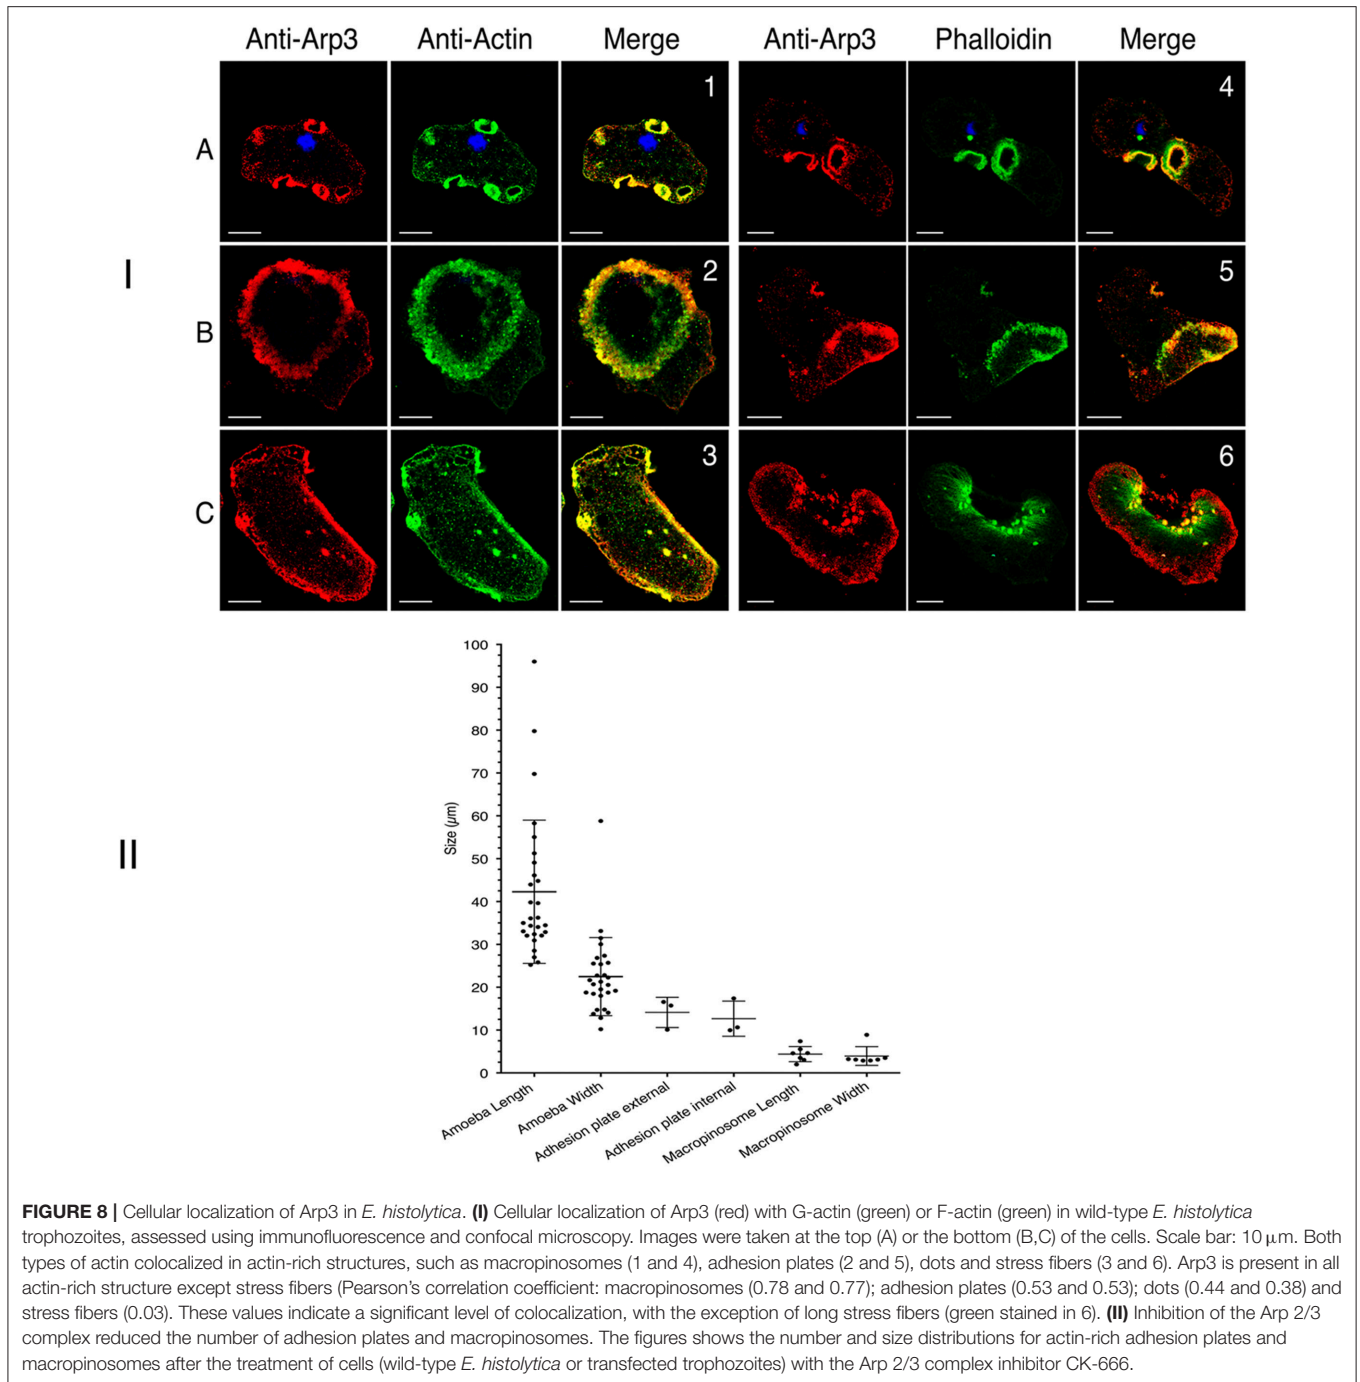 Anti-Arp3 Anti-Actin Merge Anti-Arp3 Phalloidin Merge
1 4
A
I
2 5
B
3 6
C
II
Size (µm)
100
90
80
70
60
50
40
30
20
10
0
Amoeba Length
Amoeba Width
Adhesion plate external
Adhesion plate internal
Macropinosome Length
Macropinosome Width
FIGURE 8 | Cellular localization of Arp3 in E. histolytica. (I) Cellular localization of Arp3 (red) with G-actin (green) or F-actin (green) in wild-type E. histolytica
trophozoites, assessed using immunofluorescence and confocal microscopy. Images were taken at the top (A) or the bottom (B,C) of the cells. Scale bar: 10 µm. Both
types of actin colocalized in actin-rich structures, such as macropinosomes (1 and 4), adhesion plates (2 and 5), dots and stress fibers (3 and 6). Arp3 is present in all
actin-rich structure except stress fibers (Pearson's correlation coefficient: macropinosomes (0.78 and 0.77); adhesion plates (0.53 and 0.53); dots (0.44 and 0.38) and
stress fibers (0.03). These values indicate a significant level of colocalization, with the exception of long stress fibers (green stained in 6). (II) Inhibition of the Arp 2/3
complex reduced the number of adhesion plates and macropinosomes. The figures shows the number and size distributions for actin-rich adhesion plates and
macropinosomes after the treatment of cells (wild-type E. histolytica or transfected trophozoites) with the Arp 2/3 complex inhibitor CK-666.